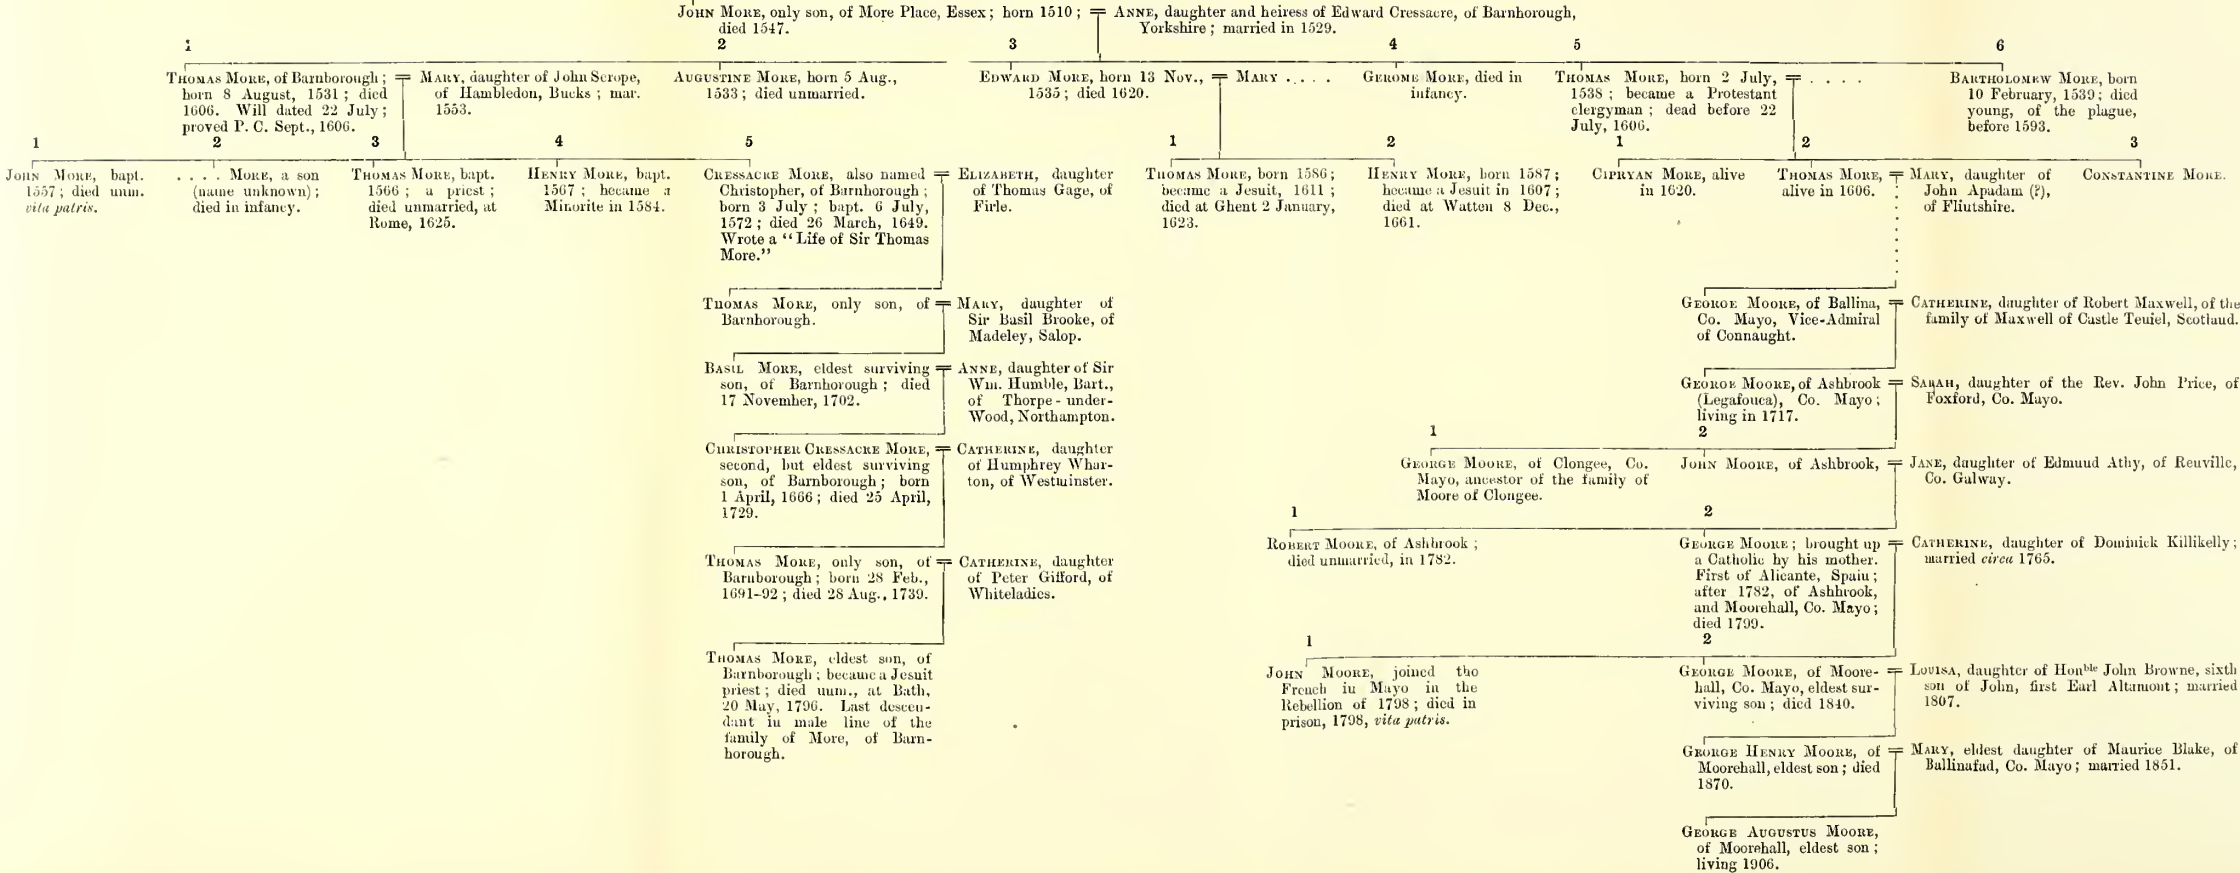 JOHN MORE, only son, of More Place, Essex; born 1510;
died 1547.
ANNE, daughter and heiress of Edward Cressacre, of Barnborough,
Yorkshire; married in 1529.
1
2
3
4
5
6
THOMAS MORE, of Barnborough;
born 8 August, 1531; died
1606. Will dated 22 July;
proved P. C. Sept., 1606.
MARY, daughter of John Scrope,
of Hambledon, Bucks; mar.
1553.
AUGUSTINE MORE, born 5 Aug.,
1533; died unmarried.
EDWARD MORE, born 13 Nov.,
1535; died 1620.
MARY . . . .
GEROME MORE, died in
infancy.
THOMAS MORE, born 2 July,
1538; became a Protestant
clergyman; dead before 22
July, 1606.
. . . .
BARTHOLOMEW MORE, born
10 February, 1539; died
young, of the plague,
before 1593.
1
2
3
4
5
1
2
1
2
3
JOHN MORE, bapt.
1557; died unm.
vita patris.
. . . . MORE, a son
(name unknown);
died in infancy.
THOMAS MORE, bapt.
1566; a priest;
died unmarried, at
Rome, 1625.
HENRY MORE, bapt.
1567; became a
Minorite in 1584.
CRESSACRE MORE, also named
Christopher, of Barnborough;
born 3 July; bapt. 6 July,
1572; died 26 March, 1649.
Wrote a "Life of Sir Thomas
More."
ELIZABETH, daughter
of Thomas Gage, of
Firle.
THOMAS MORE, born 1586;
became a Jesuit, 1611;
died at Ghent 2 January,
1623.
HENRY MORE, born 1587;
became a Jesuit in 1607;
died at Watten 8 Dec.,
1661.
CIPRYAN MORE, alive
in 1620.
THOMAS MORE,
alive in 1606.
MARY, daughter of
John Apadam (?),
of Flintshire.
CONSTANTINE MORE.
THOMAS MORE, only son, of
Barnborough.
MARY, daughter of
Sir Basil Brooke, of
Madeley, Salop.
GEORGE MOORE, of Ballina,
Co. Mayo, Vice-Admiral
of Connaught.
CATHERINE, daughter of Robert Maxwell, of the
family of Maxwell of Castle Teuiel, Scotland.
BASIL MORE, eldest surviving
son, of Barnborough; died
17 November, 1702.
ANNE, daughter of Sir
Wm. Humble, Bart.,
of Thorpe-under-
Wood, Northampton.
GEORGE MOORE, of Ashbrook
(Legafouca), Co. Mayo;
living in 1717.
SARAH, daughter of the Rev. John Price, of
Foxford, Co. Mayo.
1
2
CHRISTOPHER CRESSACRE MORE,
second, but eldest surviving
son, of Barnborough; born
1 April, 1666; died 25 April,
1729.
CATHERINE, daughter
of Humphrey Whar-
ton, of Westminster.
GEORGE MOORE, of Clongee, Co.
Mayo, ancestor of the family of
Moore of Clongee.
JOHN MOORE, of Ashbrook,
JANE, daughter of Edmund Athy, of Renville,
Co. Galway.
1
2
THOMAS MORE, only son, of
Barnborough; born 28 Feb.,
1691-92; died 28 Aug., 1739.
CATHERINE, daughter
of Peter Gifford, of
Whiteladies.
ROBERT MOORE, of Ashbrook;
died unmarried, in 1782.
GEORGE MOORE; brought up
a Catholic by his mother.
First of Alicante, Spain;
after 1782, of Ashbrook,
and Moorehall, Co. Mayo;
died 1799.
CATHERINE, daughter of Dominick Killikelly;
married circa 1765.
1
2
THOMAS MORE, eldest son, of
Barnborough; became a Jesuit
priest; died unm., at Bath,
20 May, 1796. Last descen-
dant in male line of the
family of More, of Barn-
borough.
JOHN MOORE, joined the
French in Mayo in the
Rebellion of 1798; died in
prison, 1798, vita patris.
GEORGE MOORE, of Moore-
hall, Co. Mayo, eldest sur-
viving son; died 1840.
LOUISA, daughter of Honble John Browne, sixth
son of John, first Earl Altamont; married
1807.
GEORGE HENRY MOORE, of
Moorehall, eldest son; died
1870.
MARY, eldest daughter of Maurice Blake, of
Ballinafad, Co. Mayo; married 1851.
GEORGE AUGUSTUS MOORE,
of Moorehall, eldest son;
living 1906.